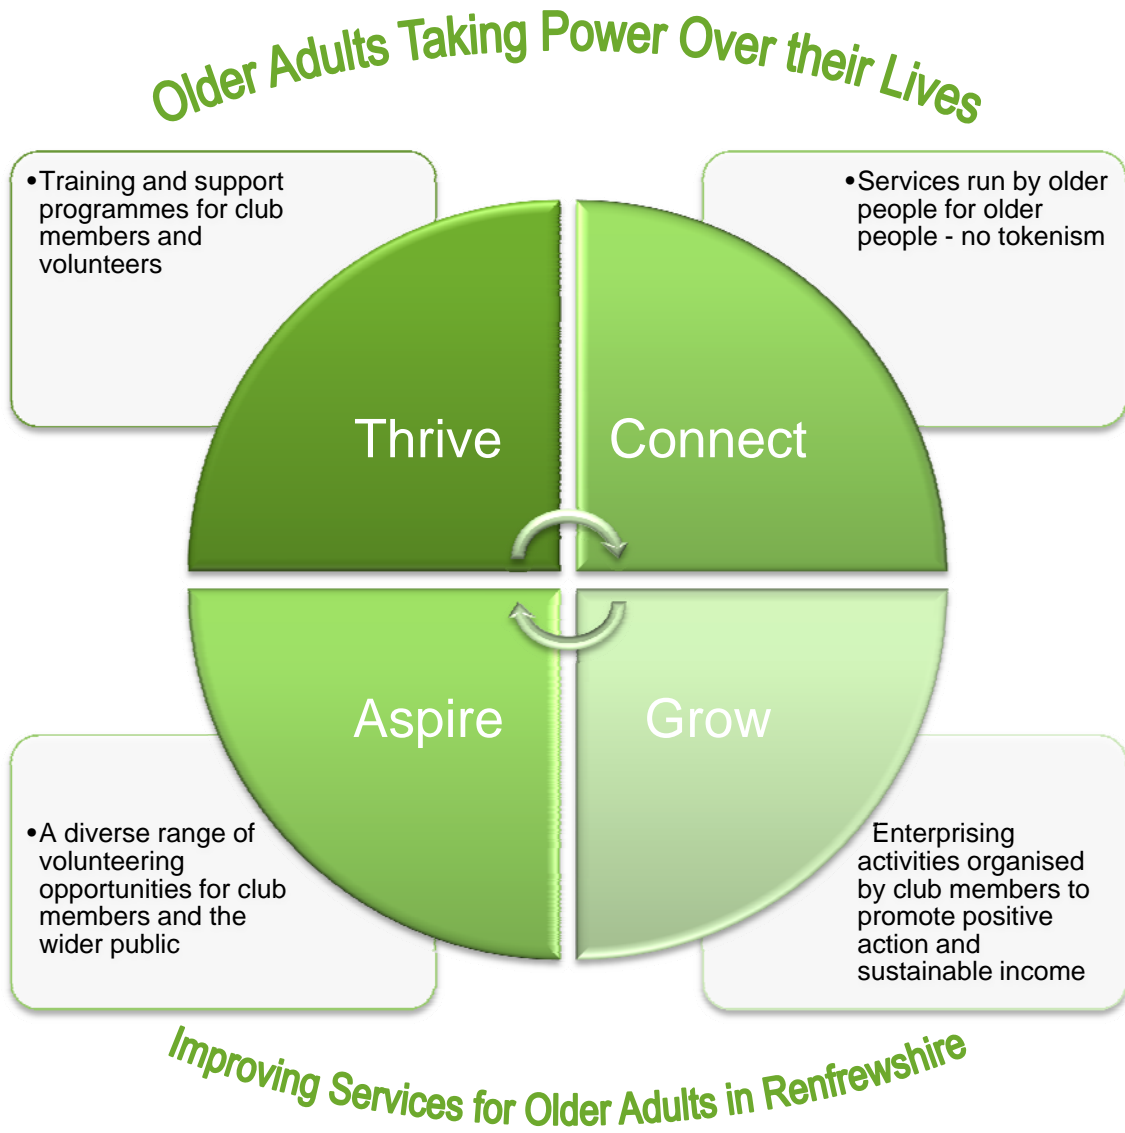 Older Adults Taking Power Over their Lives
•Training and support
programmes for club
members and
volunteers
•Services run by older
people for older
people - no tokenism
Thrive
Connect
Aspire
Grow
•A diverse range of
volunteering
opportunities for club
members and the
wider public
Enterprising
activities organised
by club members to
promote positive
action and
sustainable income
Improving Services for Older Adults in Renfrewshire